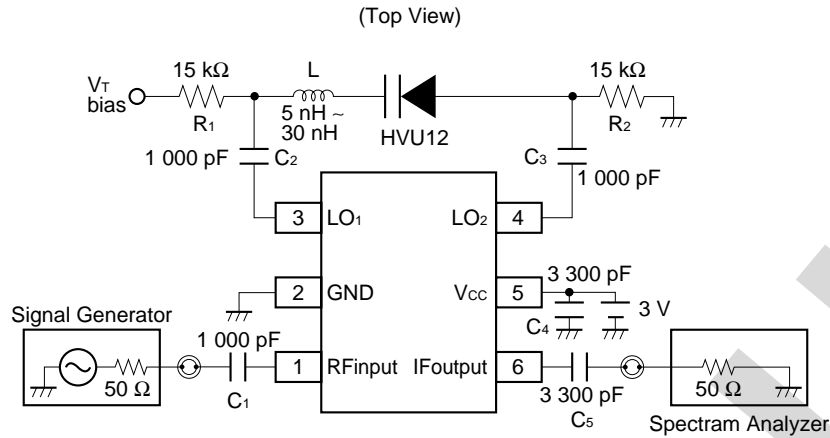 (Top View)
15 kΩ
L
15 kΩ
VT
bias
R1
5 nH ~
30 nH
HVU12
R2
1 000 pF
C2
C3
1 000 pF
3
LO1
LO2
4
2
GND
VCC
5
3 300 pF
C4
3 V
Signal Generator
1 000 pF
50 Ω
C1
1
RFinput
IFoutput
6
3 300 pF
C5
50 Ω
Spectram Analyzer